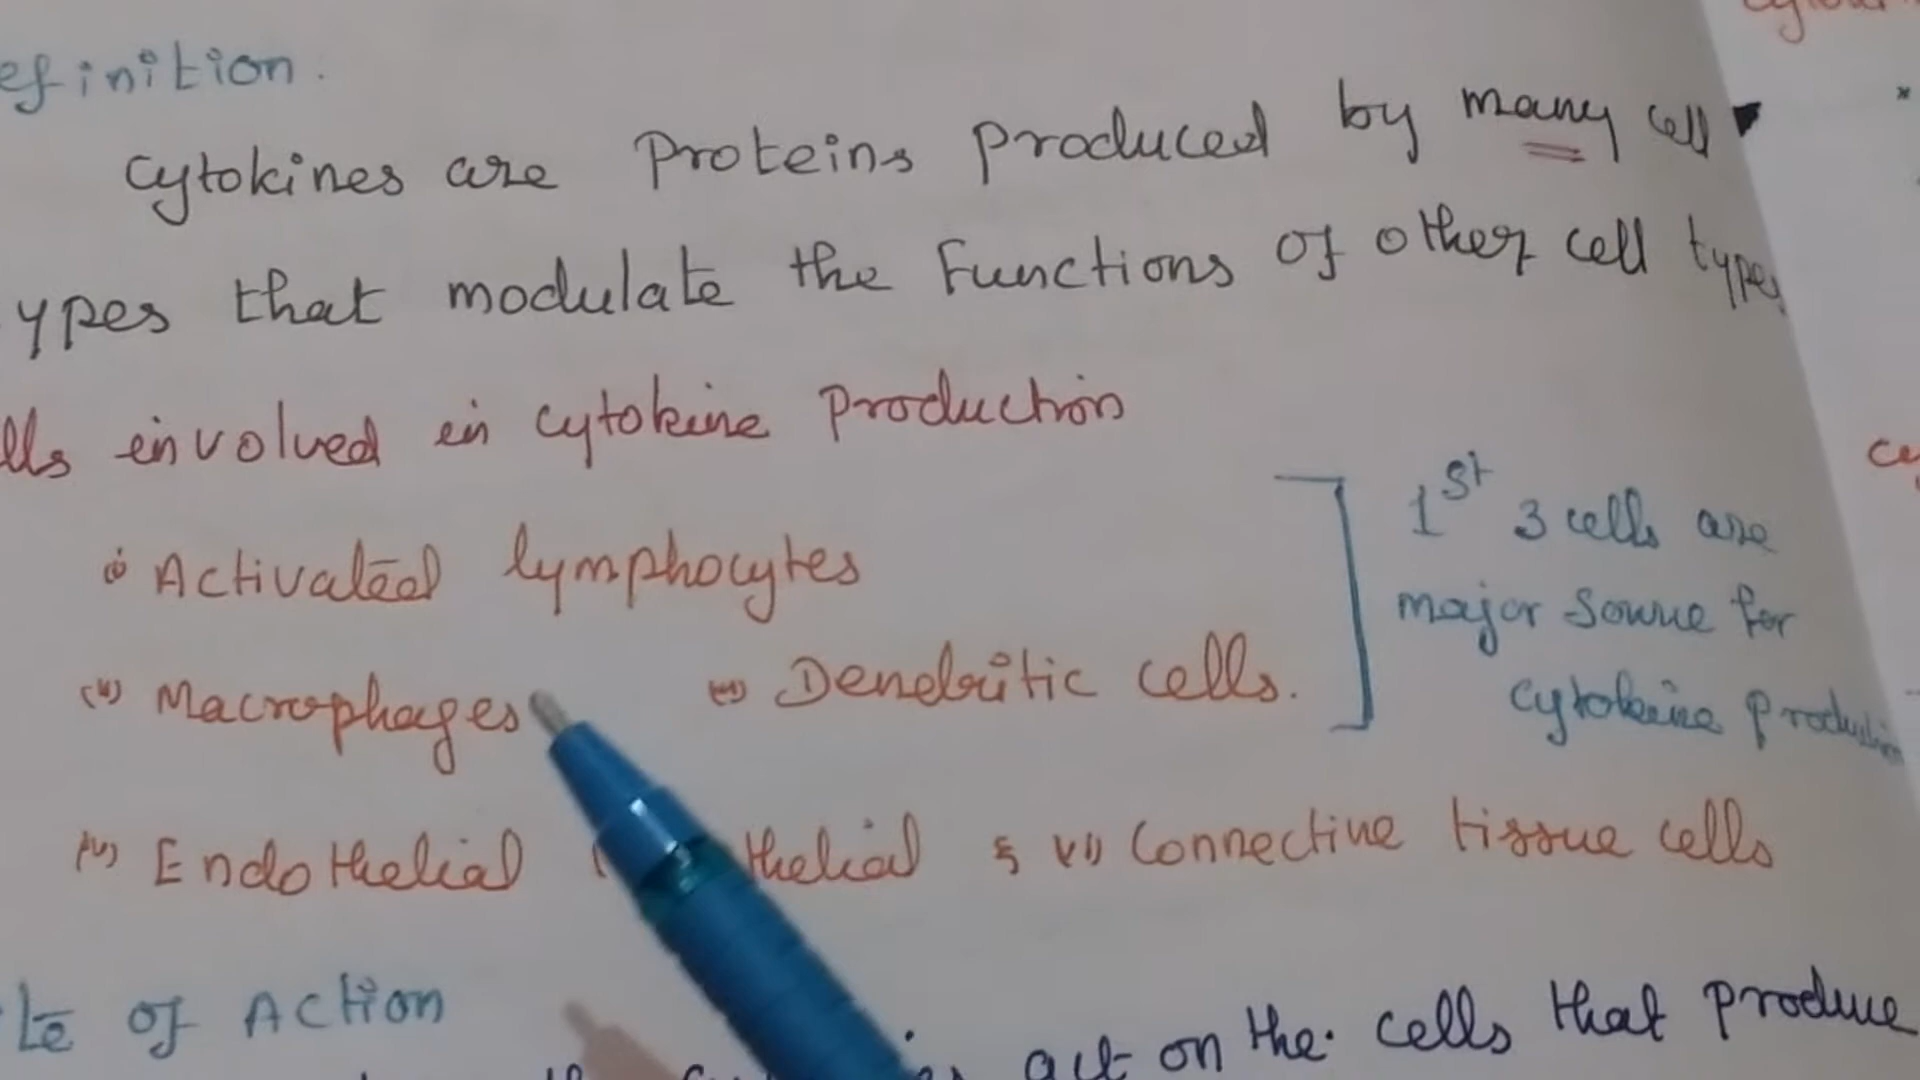 efinition.
Cytokines are Proteins produced by many cell
ypes that modulate the Functions of other cell types
lls involved in cytokine production
i) Activated lymphocytes
(ii) Macrophages (iii) Dendritic cells.
1st 3 cells are
major source for
cytokine production
iv) Endothelial thelial & vi) Connective tissue cells
te of Action
act on the cells that produce